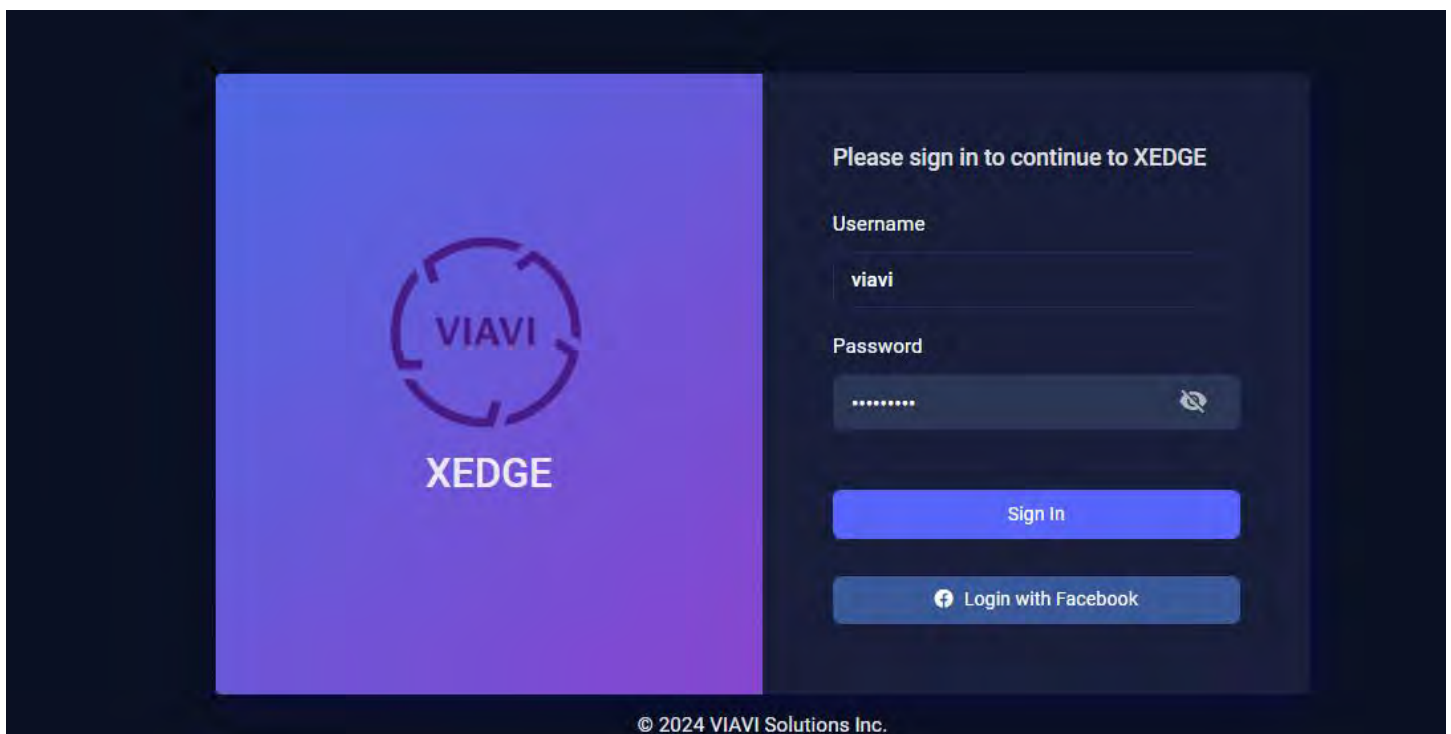 VIAVI
XEDGE
Please sign in to continue to XEDGE
Username
viavi
Password
•••••••••
Sign In
Login with Facebook
© 2024 VIAVI Solutions Inc.